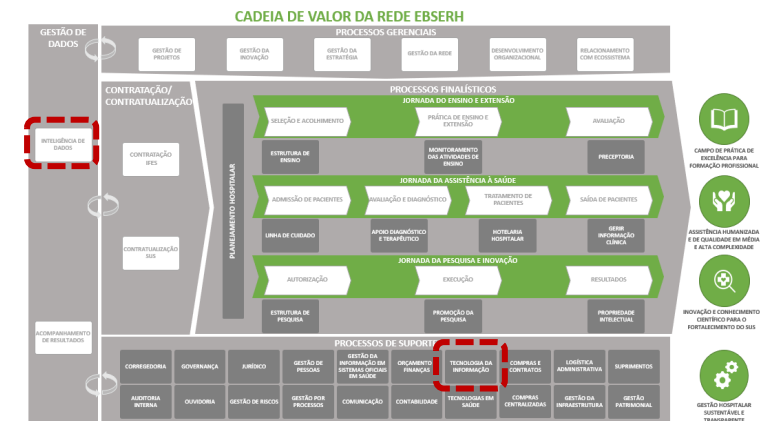 CADEIA DE VALOR DA REDE EBSERH
GESTÃO DE
DADOS
PROCESSOS GERENCIAIS
GESTÃO DE
PROJETOS
GESTÃO DA
INOVAÇÃO
GESTÃO DA
ESTRATÉGIA
GESTÃO DA REDE
DESENVOLVIMENTO
ORGANIZACIONAL
RELACIONAMENTO
COM ECOSSISTEMA
INTELIGÊNCIA DE
DADOS
ACOMPANHAMENTO
DE RESULTADOS
CONTRATAÇÃO/
CONTRATUALIZAÇÃO
CONTRATAÇÃO
IFES
CONTRATUALIZAÇÃO
SUS
PLANEJAMENTO HOSPITALAR
PROCESSOS FINALÍSTICOS
JORNADA DO ENSINO E EXTENSÃO
SELEÇÃO E ACOLHIMENTO
PRÁTICA DE ENSINO E
EXTENSÃO
AVALIAÇÃO
ESTRUTURA DE
ENSINO
MONITORAMENTO
DAS ATIVIDADES DE
ENSINO
PRECEPTORIA
JORNADA DA ASSISTÊNCIA À SAÚDE
ADMISSÃO DE PACIENTES
AVALIAÇÃO E DIAGNÓSTICO
TRATAMENTO DE
PACIENTES
SAÍDA DE PACIENTES
LINHA DE CUIDADO
APOIO DIAGNÓSTICO
E TERAPÊUTICO
HOTELARIA
HOSPITALAR
GERIR
INFORMAÇÃO
CLÍNICA
JORNADA DA PESQUISA E INOVAÇÃO
AUTORIZAÇÃO
EXECUÇÃO
RESULTADOS
ESTRUTURA DE
PESQUISA
PROMOÇÃO DA
PESQUISA
PROPRIEDADE
INTELECTUAL
CAMPO DE PRÁTICA DE
EXCELÊNCIA PARA
FORMAÇÃO PROFISSIONAL
ASSISTÊNCIA HUMANIZADA
E DE QUALIDADE EM MÉDIA
E ALTA COMPLEXIDADE
INOVAÇÃO E CONHECIMENTO
CIENTÍFICO PARA O
FORTALECIMENTO DO SUS
GESTÃO HOSPITALAR
SUSTENTÁVEL E
TRANSPARENTE
PROCESSOS DE SUPORTE
CORREGEDORIA
GOVERNANÇA
JURÍDICO
GESTÃO DE
PESSOAS
GESTÃO DA
INFORMAÇÃO EM
SISTEMAS OFICIAIS
EM SAÚDE
ORÇAMENTO
FINANÇAS
TECNOLOGIA DA
INFORMAÇÃO
COMPRAS E
CONTRATOS
LOGÍSTICA
ADMINISTRATIVA
SUPRIMENTOS
AUDITORIA
INTERNA
OUVIDORIA
GESTÃO DE RISCOS
GESTÃO POR
PROCESSOS
COMUNICAÇÃO
CONTABILIDADE
TECNOLOGIAS EM
SAÚDE
COMPRAS
CENTRALIZADAS
GESTÃO DA
INFRAESTRUTURA
GESTÃO
PATRIMONIAL